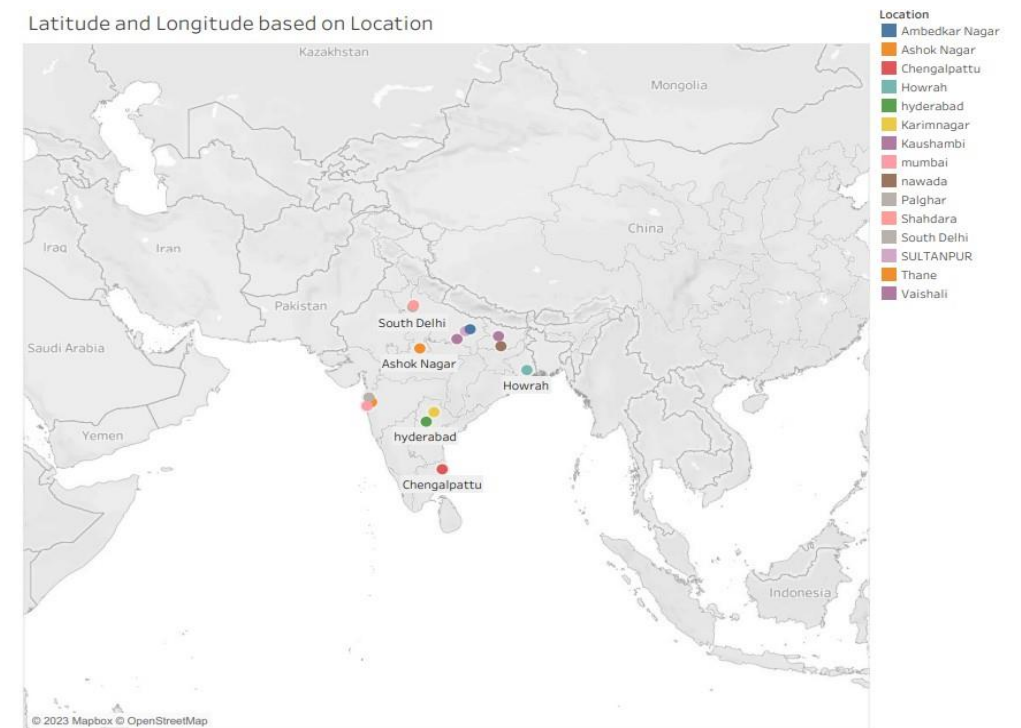 Latitude and Longitude based on Location
Location
Ambedkar Nagar
Ashok Nagar
Chengalpattu
Howrah
hyderabad
Karimnagar
Kaushambi
mumbai
nawada
Palghar
Shahdara
South Delhi
SULTANPUR
Thane
Vaishali
Kazakhstan
Mongolia
China
Iraq
Iran
Pakistan
South Delhi
Saudi Arabia
Ashok Nagar
Howrah
Yemen
hyderabad
Chengalpattu
Indonesia
© 2023 Mapbox © OpenStreetMap